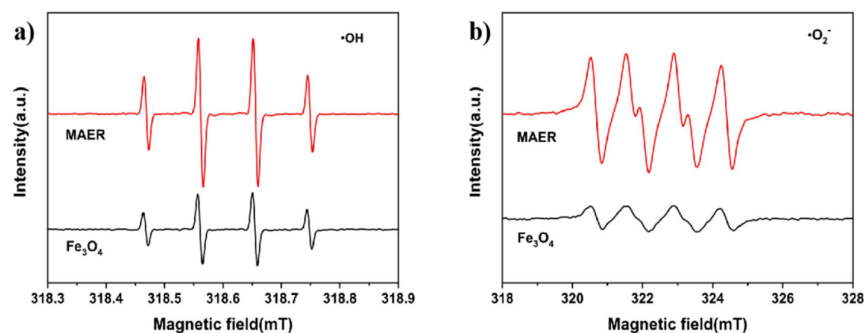 a)
•OH
MAER
Fe₃O₄
Intensity(a.u.)
318.3 318.4 318.5 318.6 318.7 318.8 318.9
Magnetic field(mT)
b)
•O₂⁻
MAER
Fe₃O₄
Intensity(a.u.)
318 320 322 324 326 328
Magnetic field(mT)